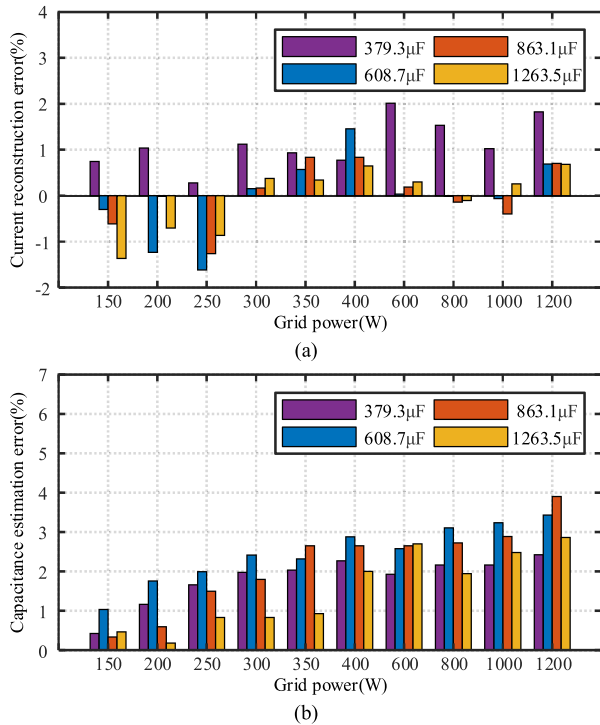 Current reconstruction error(%)
4
3
2
1
0
-1
-2
379.3μF
863.1μF
608.7μF
1263.5μF
150 200 250 300 350 400 600 800 1000 1200
Grid power(W)
(a)
Capacitance estimation error(%)
7
6
5
4
3
2
1
0
379.3μF
863.1μF
608.7μF
1263.5μF
150 200 250 300 350 400 600 800 1000 1200
Grid power(W)
(b)